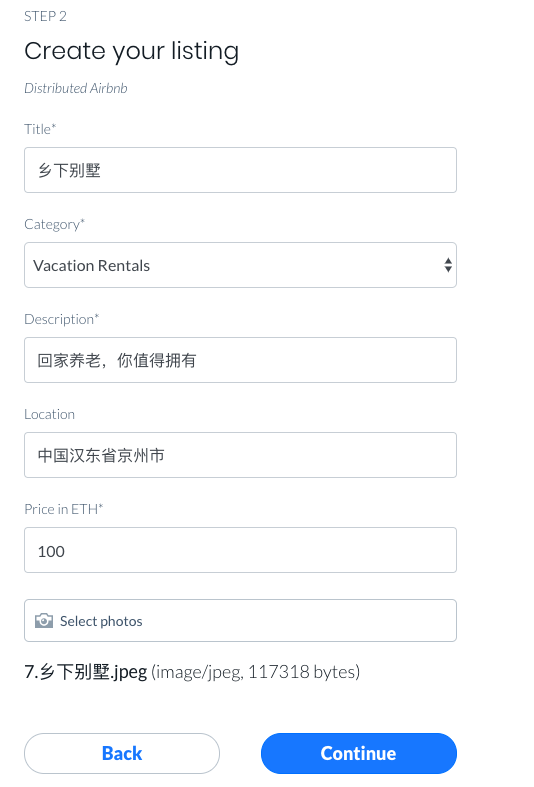 STEP 2
Create your listing
Distributed Airbnb
Title*
乡下别墅
Category*
Vacation Rentals
Description*
回家养老，你值得拥有
Location
中国汉东省京州市
Price in ETH*
100
Select photos
7.乡下别墅.jpeg (image/jpeg, 117318 bytes)
Back Continue